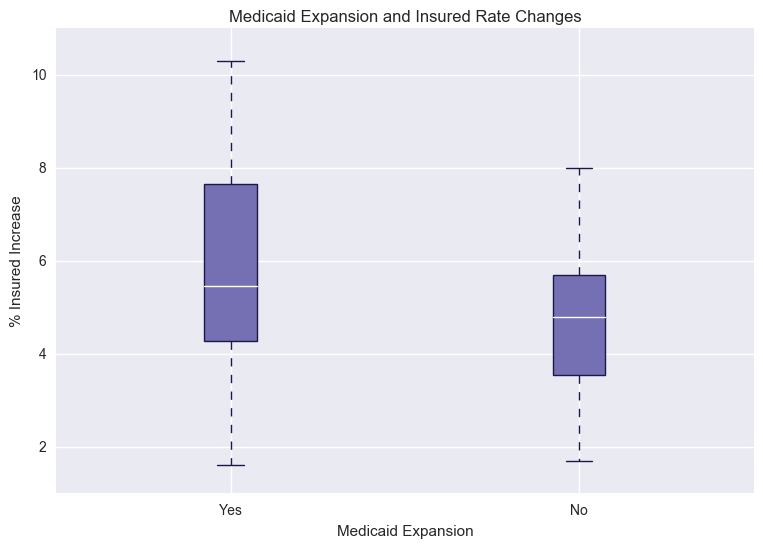 Medicaid Expansion and Insured Rate Changes
10
8
6
4
2
% Insured Increase
Yes
No
Medicaid Expansion